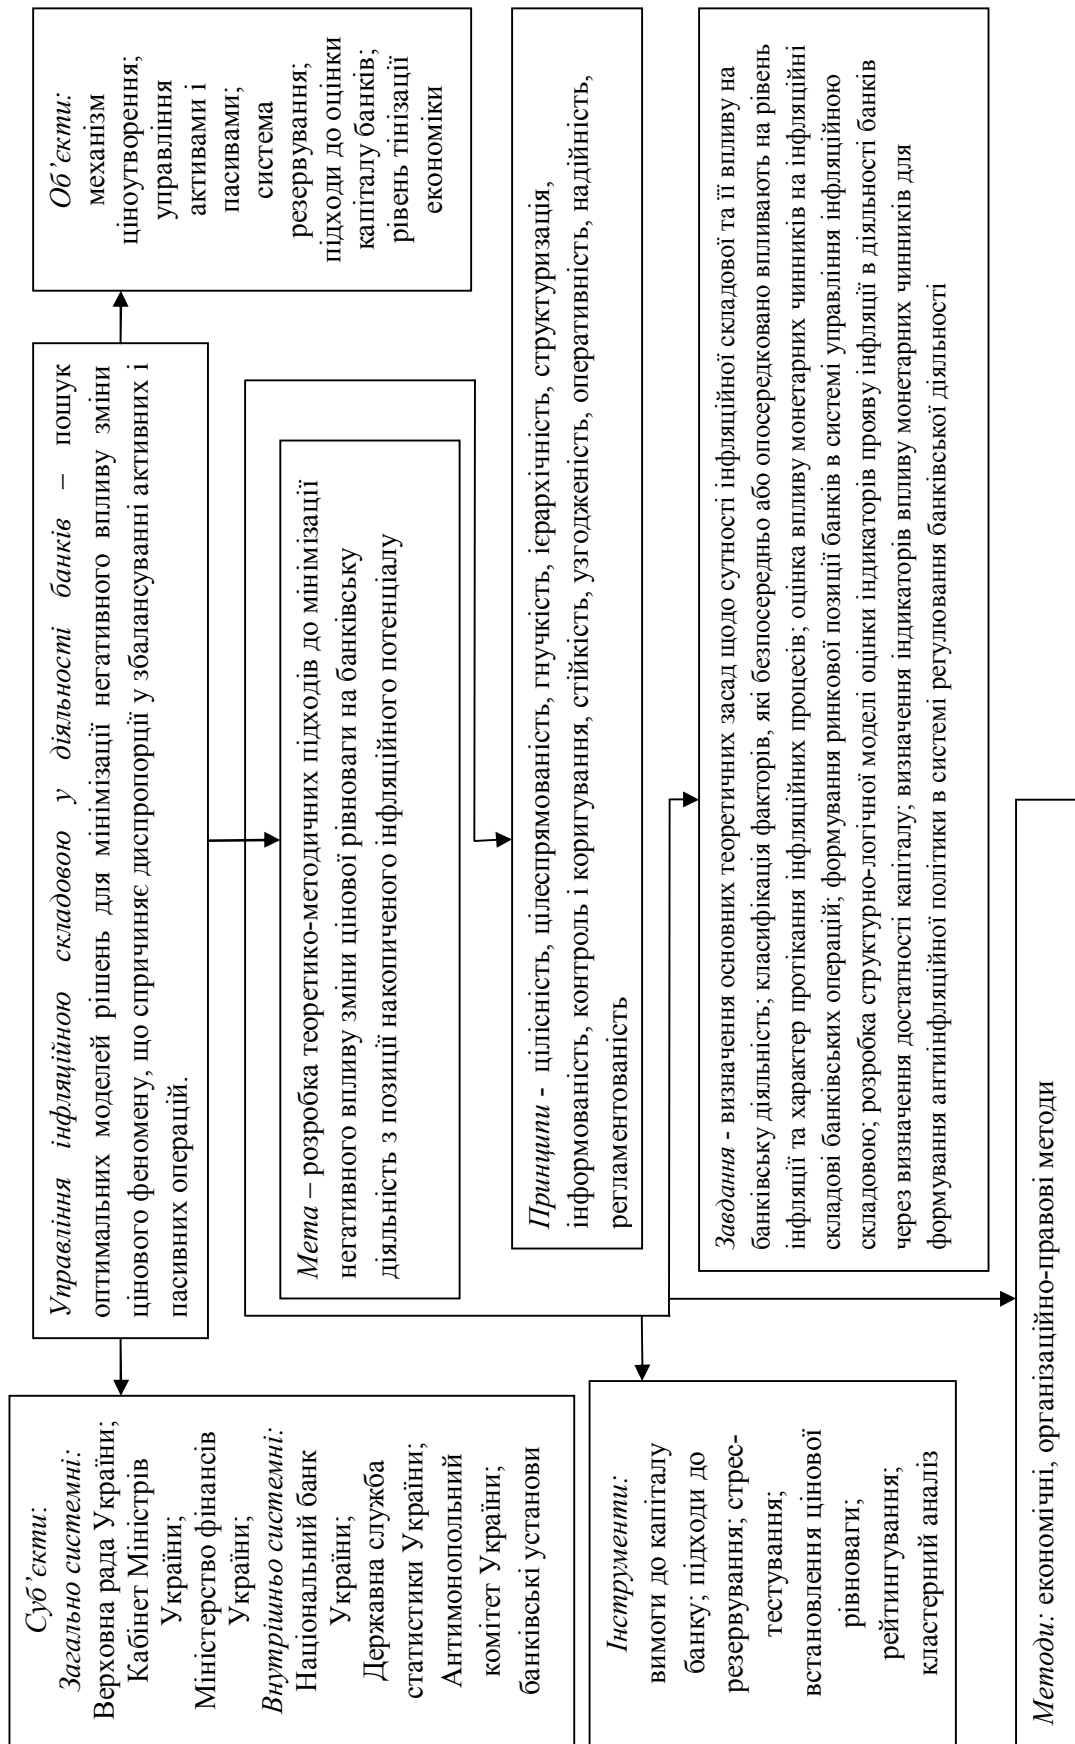 Суб’єкти:
Загально системні:
Верховна рада України;
Кабінет Міністрів
України;
Міністерство фінансів
України;
Внутрішньо системні:
Національний банк
України;
Державна служба
статистики України;
Антимонопольний
комітет України;
банківські установи
Управління інфляційною складовою у діяльності банків – пошук
оптимальних моделей рішень для мінімізації негативного впливу зміни
цінового феномену, що спричиняє диспропорції у збалансуванні активних і
пасивних операцій.
Об’єкти:
механізм
ціноутворення;
управління
активами і
пасивами;
система
резервування;
підходи до оцінки
капіталу банків;
рівень тінізації
економіки
Мета – розробка теоретико-методичних підходів до мінімізації
негативного впливу зміни цінової рівноваги на банківську
діяльність з позиції накопиченого інфляційного потенціалу
Принципи - цілісність, цілеспрямованість, гнучкість, ієрархічність, структуризація,
інформованість, контроль і коригування, стійкість, узгодженість, оперативність, надійність,
регламентованість
Інструменти:
вимоги до капіталу
банку; підходи до
резервування; стрес-
тестування;
встановлення цінової
рівноваги;
рейтингування;
кластерний аналіз
Завдання - визначення основних теоретичних засад щодо сутності інфляційної складової та її впливу на
банківську діяльність; класифікація факторів, які безпосередньо або опосередковано впливають на рівень
інфляції та характер протікання інфляційних процесів; оцінка впливу монетарних чинників на інфляційні
складові банківських операцій; формування ринкової позиції банків в системі управління інфляційною
складовою; розробка структурно-логічної моделі оцінки індикаторів прояву інфляції в діяльності банків
через визначення достатності капіталу; визначення індикаторів впливу монетарних чинників для
формування антиінфляційної політики в системі регулювання банківської діяльності
Методи: економічні, організаційно-правові методи